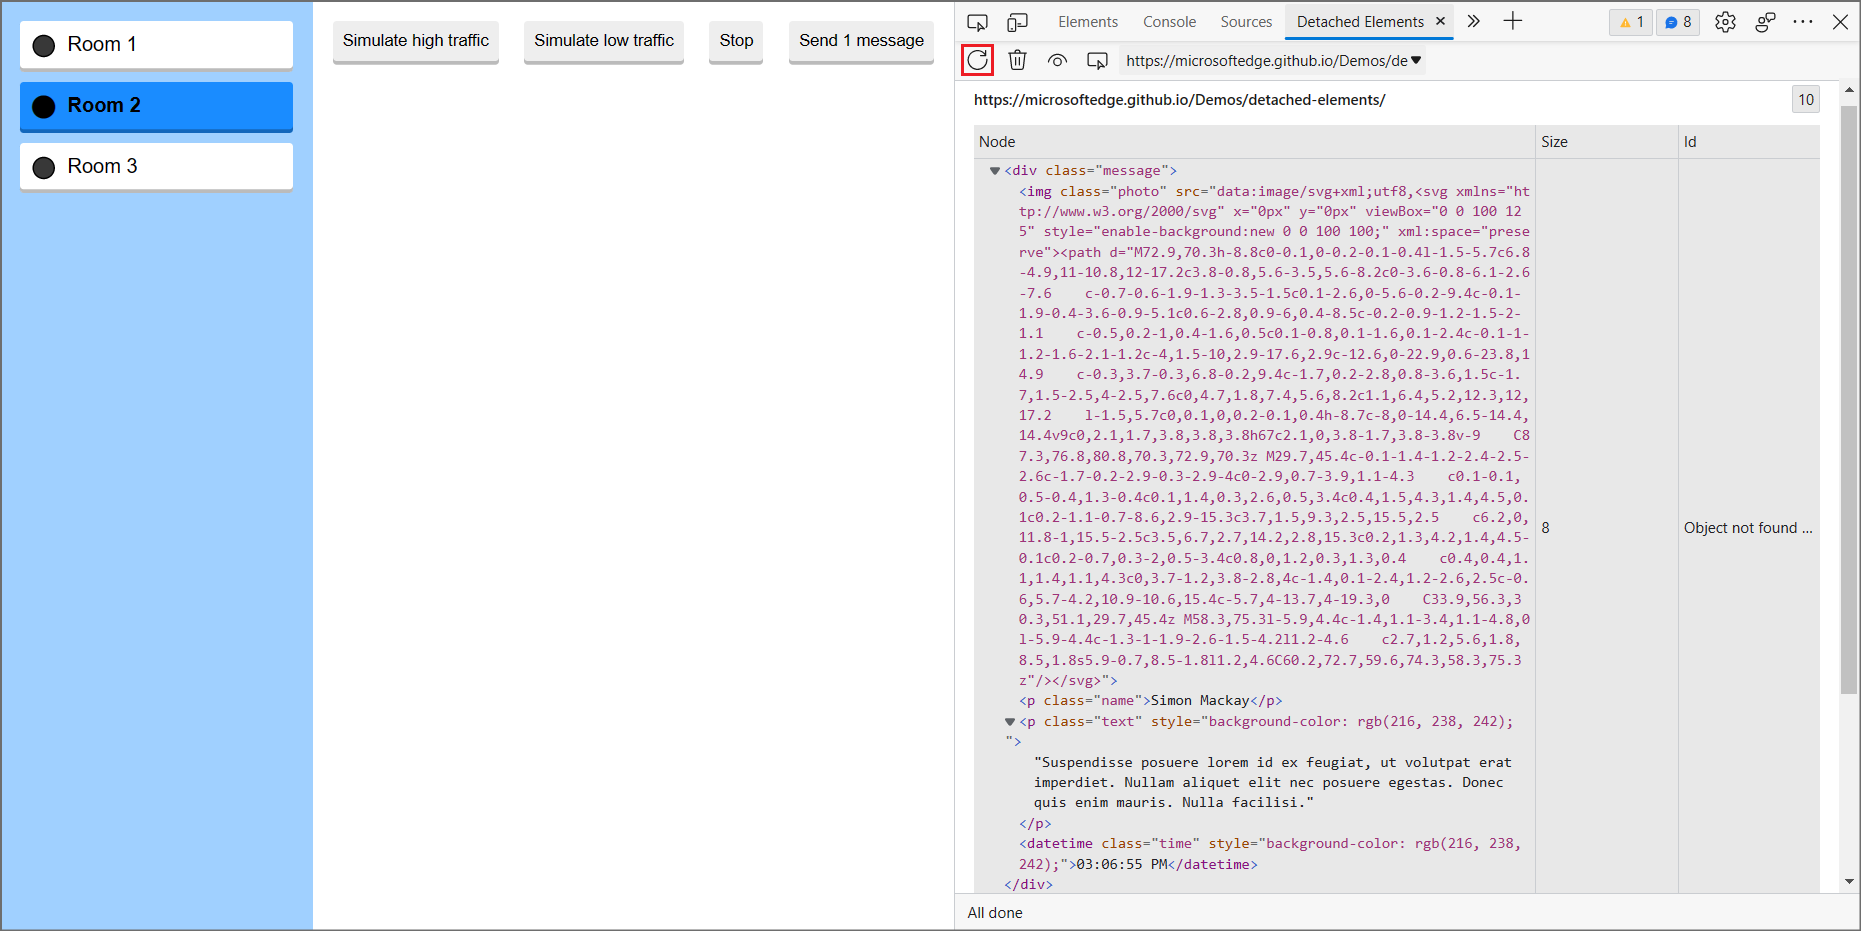 Room 1
Room 2
Room 3
Simulate high traffic
Simulate low traffic
Stop
Send 1 message
Elements
Console
Sources
Detached Elements
1
8
https://microsoftedge.github.io/Demos/de
https://microsoftedge.github.io/Demos/detached-elements/
10
Node
Size
Id
<div class="message">
<img class="photo" src="data:image/svg+xml;utf8,<svg xmlns="ht
tp://www.w3.org/2000/svg" x="0px" y="0px" viewBox="0 0 100 12
5" style="enable-background:new 0 0 100 100;" xml:space="prese
rve"><path d="M72.9,70.3h-8.8c0-0.1,0-0.2-0.1-0.4l-1.5-5.7c6.8
-4.9,11-10.8,12-17.2c3.8-0.8,5.6-3.5,5.6-8.2c0-3.6-0.8-6.1-2.6
-7.6    c-0.7-0.6-1.9-1.3-3.5-1.5c0.1-2.6,0-5.6-0.2-9.4c-0.1-
1.9-0.4-3.6-0.9-5.1c0.6-2.8,0.9-6,0.4-8.5c-0.2-0.9-1.2-1.5-2-
1.1    c-0.5,0.2-1,0.4-1.6,0.5c0.1-0.8,0.1-1.6,0.1-2.4c-0.1-1-
1.2-1.6-2.1-1.2c-4,1.5-10,2.9-17.6,2.9c-12.6,0-22.9,0.6-23.8,1
4.9    c-0.3,3.7-0.3,6.8-0.2,9.4c-1.7,0.2-2.8,0.8-3.6,1.5c-1.
7,1.5-2.5,4-2.5,7.6c0,4.7,1.8,7.4,5.6,8.2c1.1,6.4,5.2,12.3,12,
17.2    l-1.5,5.7c0,0.1,0,0.2-0.1,0.4h-8.7c-8,0-14.4,6.5-14.4,
14.4v9c0,2.1,1.7,3.8,3.8,3.8h67c2.1,0,3.8-1.7,3.8-3.8v-9    C8
7.3,76.8,80.8,70.3,72.9,70.3z M29.7,45.4c-0.1-1.4-1.2-2.4-2.5-
2.6c-1.7-0.2-2.9-0.3-2.9-4c0-2.9,0.7-3.9,1.1-4.3    c0.1-0.1,
0.5-0.4,1.3-0.4c0.1,1.4,0.3,2.6,0.5,3.4c0.4,1.5,4.3,1.4,4.5,0.
1c0.2-1.1-0.7-8.6,2.9-15.3c3.7,1.5,9.3,2.5,15.5,2.5    c6.2,0,
11.8-1,15.5-2.5c3.5,6.7,2.7,14.2,2.8,15.3c0.2,1.3,4.2,1.4,4.5-
0.1c0.2-0.7,0.3-2,0.5-3.4c0.8,0,1.2,0.3,1.3,0.4    c0.4,0.4,1.
1,1.4,1.1,4.3c0,3.7-1.2,3.8-2.8,4c-1.4,0.1-2.4,1.2-2.6,2.5c-0.
6,5.7-4.2,10.9-10.6,15.4c-5.7,4-13.7,4-19.3,0    C33.9,56.3,3
0.3,51.1,29.7,45.4z M58.3,75.3l-5.9,4.4c-1.4,1.1-3.4,1.1-4.8,0
l-5.9-4.4c-1.3-1-1.9-2.6-1.5-4.2l1.2-4.6    c2.7,1.2,5.6,1.8,
8.5,1.8s5.9-0.7,8.5-1.8l1.2,4.6C60.2,72.7,59.6,74.3,58.3,75.3
z"/></svg>">
<p class="name">Simon Mackay</p>
<p class="text" style="background-color: rgb(216, 238, 242);
">
"Suspendisse posuere lorem id ex feugiat, ut volutpat erat
imperdiet. Nullam aliquet elit nec posuere egestas. Donec
quis enim mauris. Nulla facilisi."
</p>
<datetime class="time" style="background-color: rgb(216, 238,
242);">03:06:55 PM</datetime>
</div>
8
Object not found ...
All done